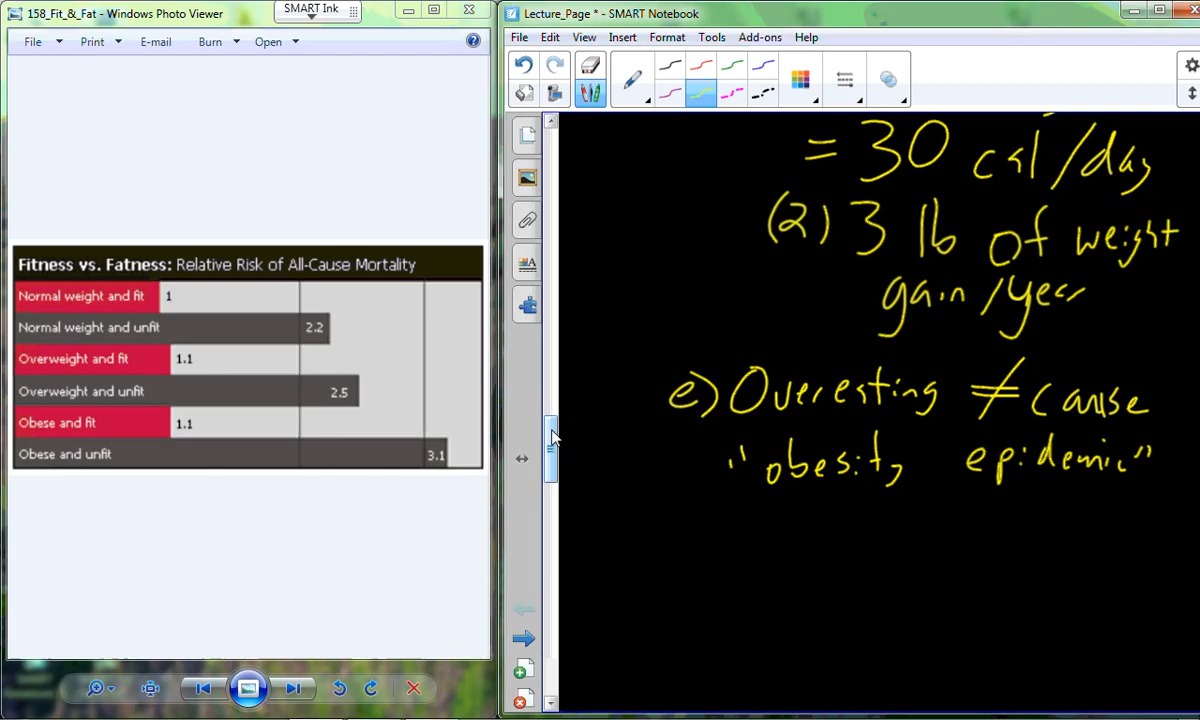 158_Fit_&_Fat - Windows Photo Viewer
SMART Ink
File Print E-mail Burn Open
Fitness vs. Fatness: Relative Risk of All-Cause Mortality
Normal weight and fit 1
Normal weight and unfit 2.2
Overweight and fit 1.1
Overweight and unfit 2.5
Obese and fit 1.1
Obese and unfit 3.1
Lecture_Page * - SMART Notebook
File Edit View Insert Format Tools Add-ons Help
= 30 cal/day
(2) 3 lb of weight
gain/year
e) Overeating ≠ cause
"obesity epidemic"